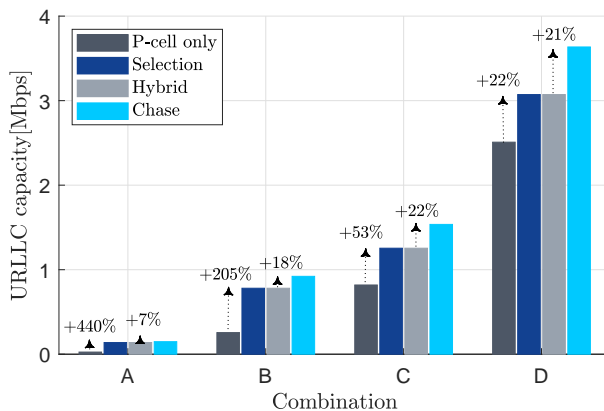 4
3
2
1
0
URLLC capacity[Mbps]
P-cell only
Selection
Hybrid
Chase
+440%
+7%
+205%
+18%
+53%
+22%
+22%
+21%
A
B
C
D
Combination